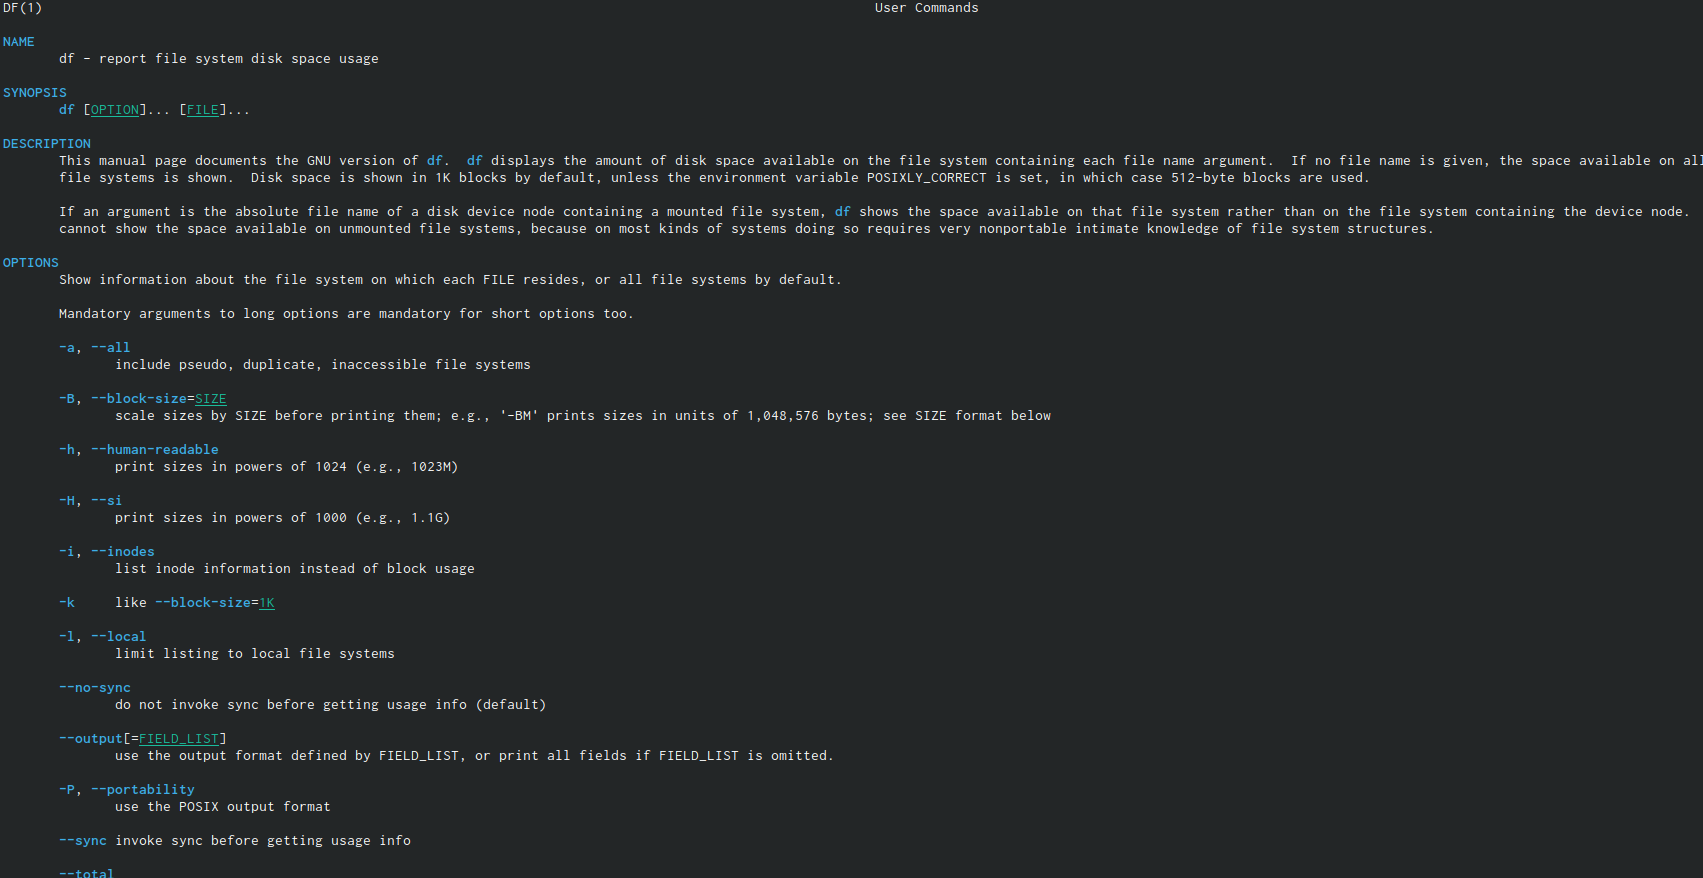 DF(1) User Commands
NAME
df - report file system disk space usage
SYNOPSIS
df [OPTION]... [FILE]...
DESCRIPTION
This manual page documents the GNU version of df.  df displays the amount of disk space available on the file system containing each file name argument.  If no file name is given, the space available on all
file systems is shown.  Disk space is shown in 1K blocks by default, unless the environment variable POSIXLY_CORRECT is set, in which case 512-byte blocks are used.
If an argument is the absolute file name of a disk device node containing a mounted file system, df shows the space available on that file system rather than on the file system containing the device node.
cannot show the space available on unmounted file systems, because on most kinds of systems doing so requires very nonportable intimate knowledge of file system structures.
OPTIONS
Show information about the file system on which each FILE resides, or all file systems by default.
Mandatory arguments to long options are mandatory for short options too.
-a, --all
include pseudo, duplicate, inaccessible file systems
-B, --block-size=SIZE
scale sizes by SIZE before printing them; e.g., '-BM' prints sizes in units of 1,048,576 bytes; see SIZE format below
-h, --human-readable
print sizes in powers of 1024 (e.g., 1023M)
-H, --si
print sizes in powers of 1000 (e.g., 1.1G)
-i, --inodes
list inode information instead of block usage
-k     like --block-size=1K
-l, --local
limit listing to local file systems
--no-sync
do not invoke sync before getting usage info (default)
--output[=FIELD_LIST]
use the output format defined by FIELD_LIST, or print all fields if FIELD_LIST is omitted.
-P, --portability
use the POSIX output format
--sync invoke sync before getting usage info
--total